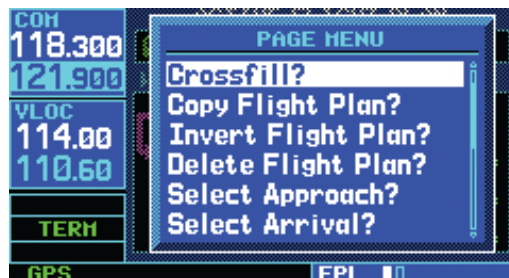 COM
118.300
121.900
VLOC
114.00
110.60
TERM
GPS
PAGE MENU
Crossfill?
Copy Flight Plan?
Invert Flight Plan?
Delete Flight Plan?
Select Approach?
Select Arrival?
FPL